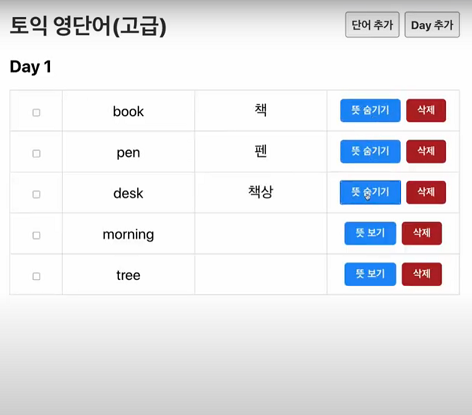 토익 영단어(고급) 단어 추가 Day 추가
Day 1
book 책 뜻 숨기기 삭제
pen 펜 뜻 숨기기 삭제
desk 책상 뜻 숨기기 삭제
morning 뜻 보기 삭제
tree 뜻 보기 삭제